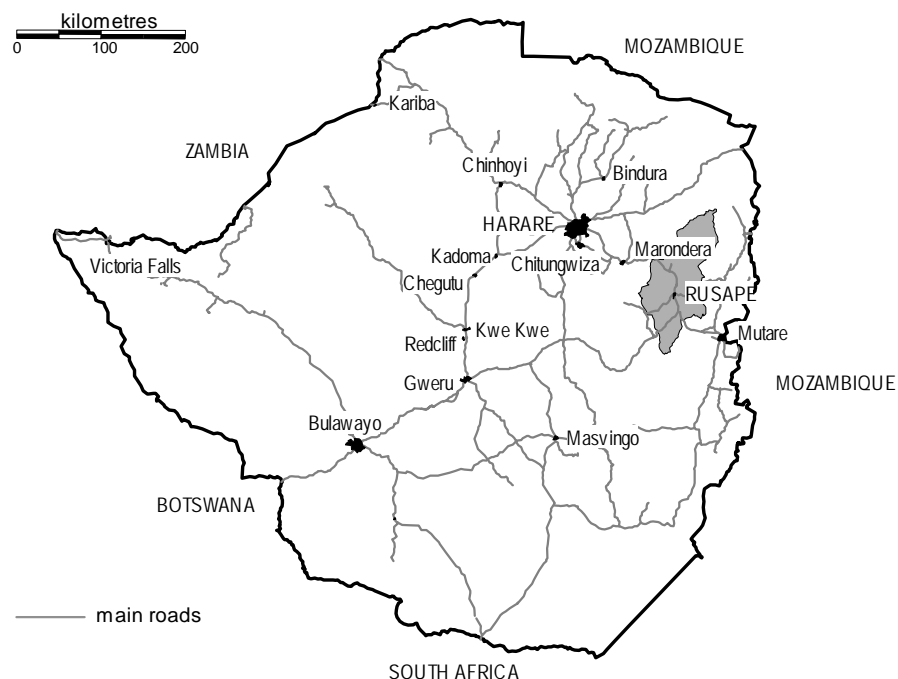 kilometres
0 100 200
MOZAMBIQUE
Kariba
ZAMBIA
Chinhoyi
Bindura
HARARE
Marondera
Kadoma
Chitungwiza
Victoria Falls
Chegutu
RUSAPE
Kwe Kwe
Mutare
Redcliff
Gweru
MOZAMBIQUE
Bulawayo
Masvingo
BOTSWANA
main roads
SOUTH AFRICA